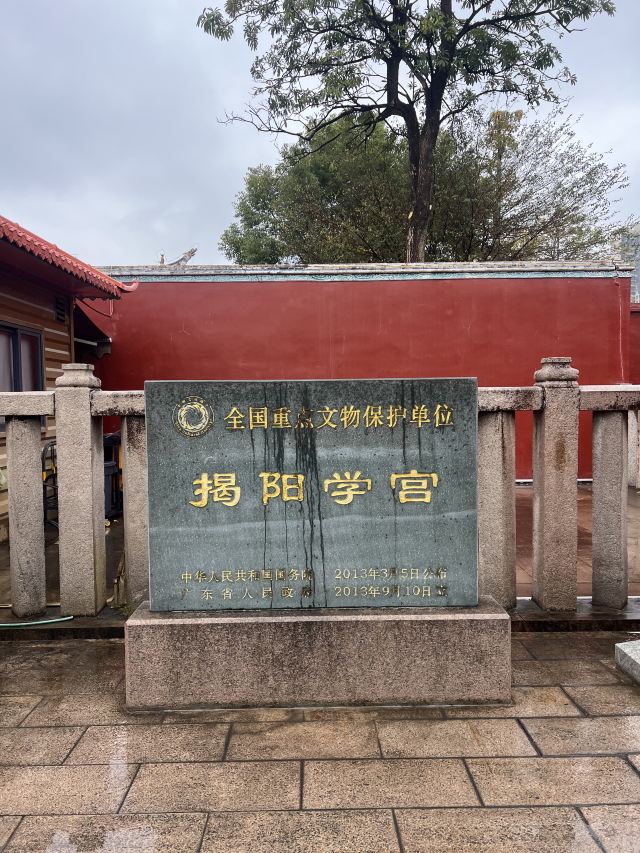 全国重点文物保护单位
揭阳学宫
中华人民共和国国务院 2013年3月5日公布
广东省人民政府 2013年9月10日立